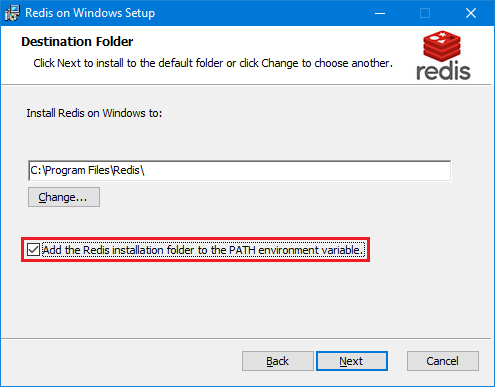 Redis on Windows Setup
Destination Folder
Click Next to install to the default folder or click Change to choose another.
redis
Install Redis on Windows to:
C:\Program Files\Redis\
Change...
Add the Redis installation folder to the PATH environment variable.
Back
Next
Cancel